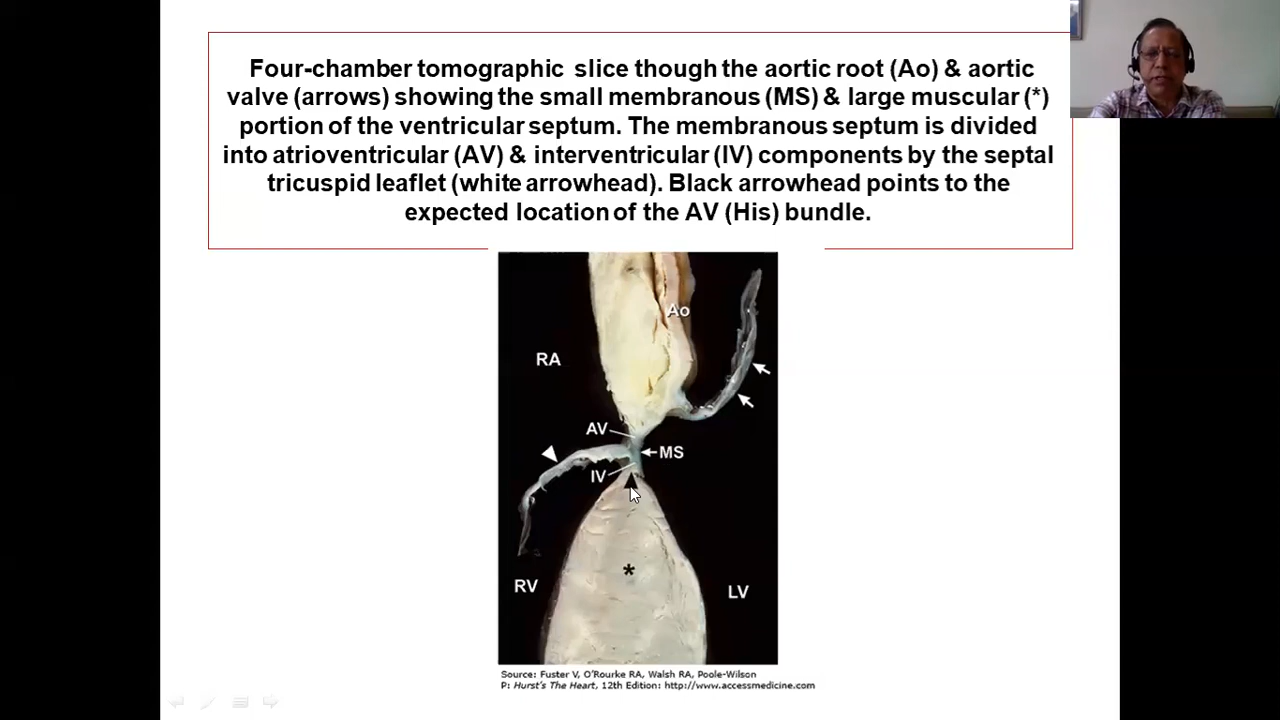 Four-chamber tomographic slice though the aortic root (Ao) & aortic
valve (arrows) showing the small membranous (MS) & large muscular (*)
portion of the ventricular septum. The membranous septum is divided
into atrioventricular (AV) & interventricular (IV) components by the septal
tricuspid leaflet (white arrowhead). Black arrowhead points to the
expected location of the AV (His) bundle.
Ao
RA
AV
MS
IV
*
RV
LV
Source: Fuster V, O'Rourke RA, Walsh RA, Poole-Wilson
P: Hurst's The Heart, 12th Edition: http://www.accessmedicine.com